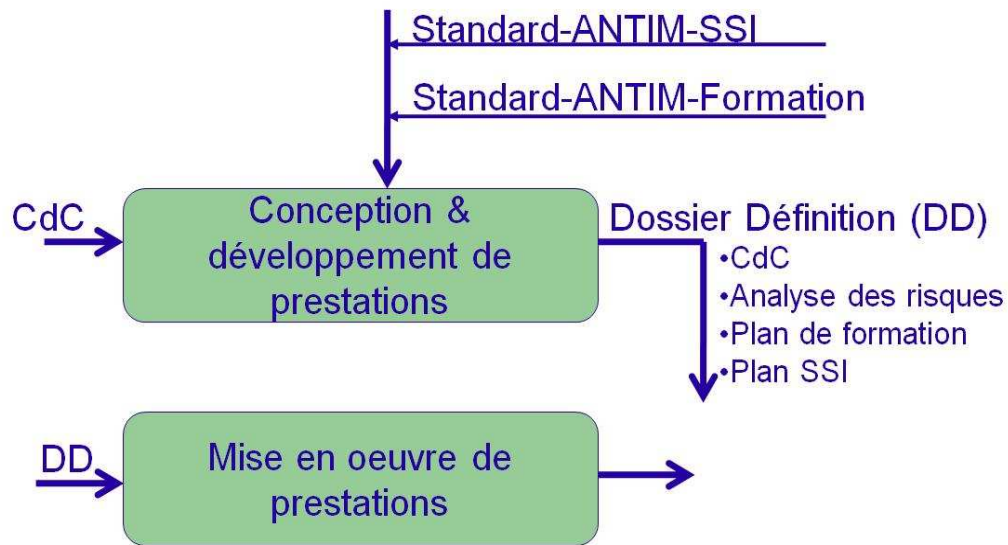 Standard-ANTIM-SSI
Standard-ANTIM-Formation
CdC
Conception &
développement de
prestations
Dossier Définition (DD)
•CdC
•Analyse des risques
•Plan de formation
•Plan SSI
DD
Mise en oeuvre de
prestations